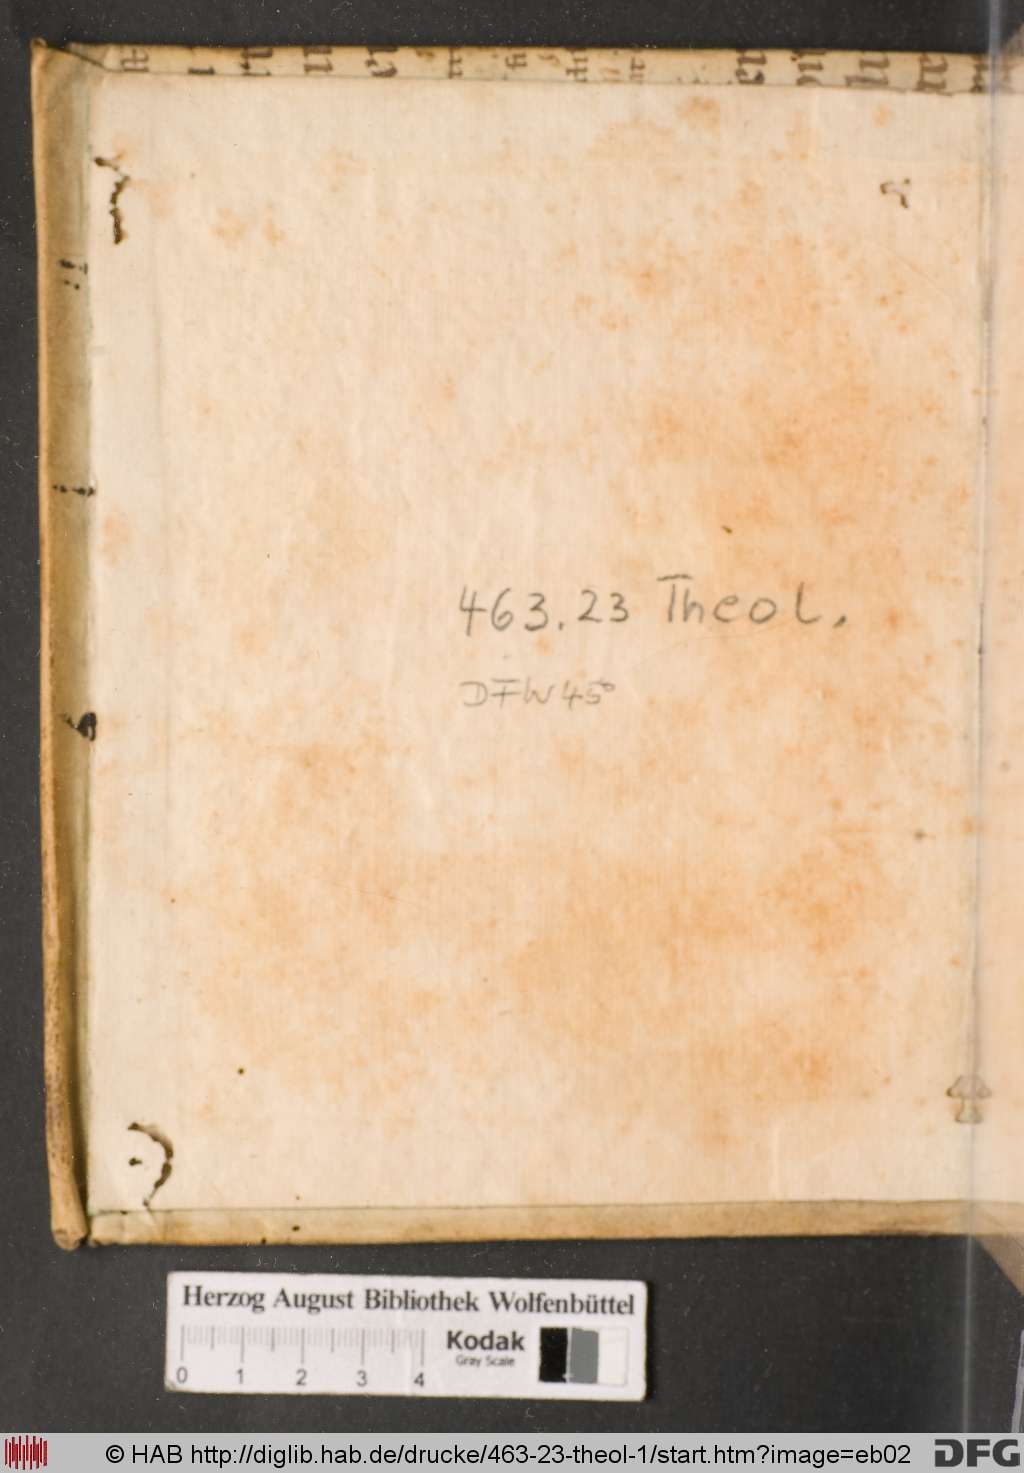 463.23 Theol.
DFW45
Herzog August Bibliothek Wolfenbüttel
Kodak
Gray Scale
0 1 2 3 4
© HAB http://diglib.hab.de/drucke/463-23-theol-1/start.htm?image=eb02 DFG